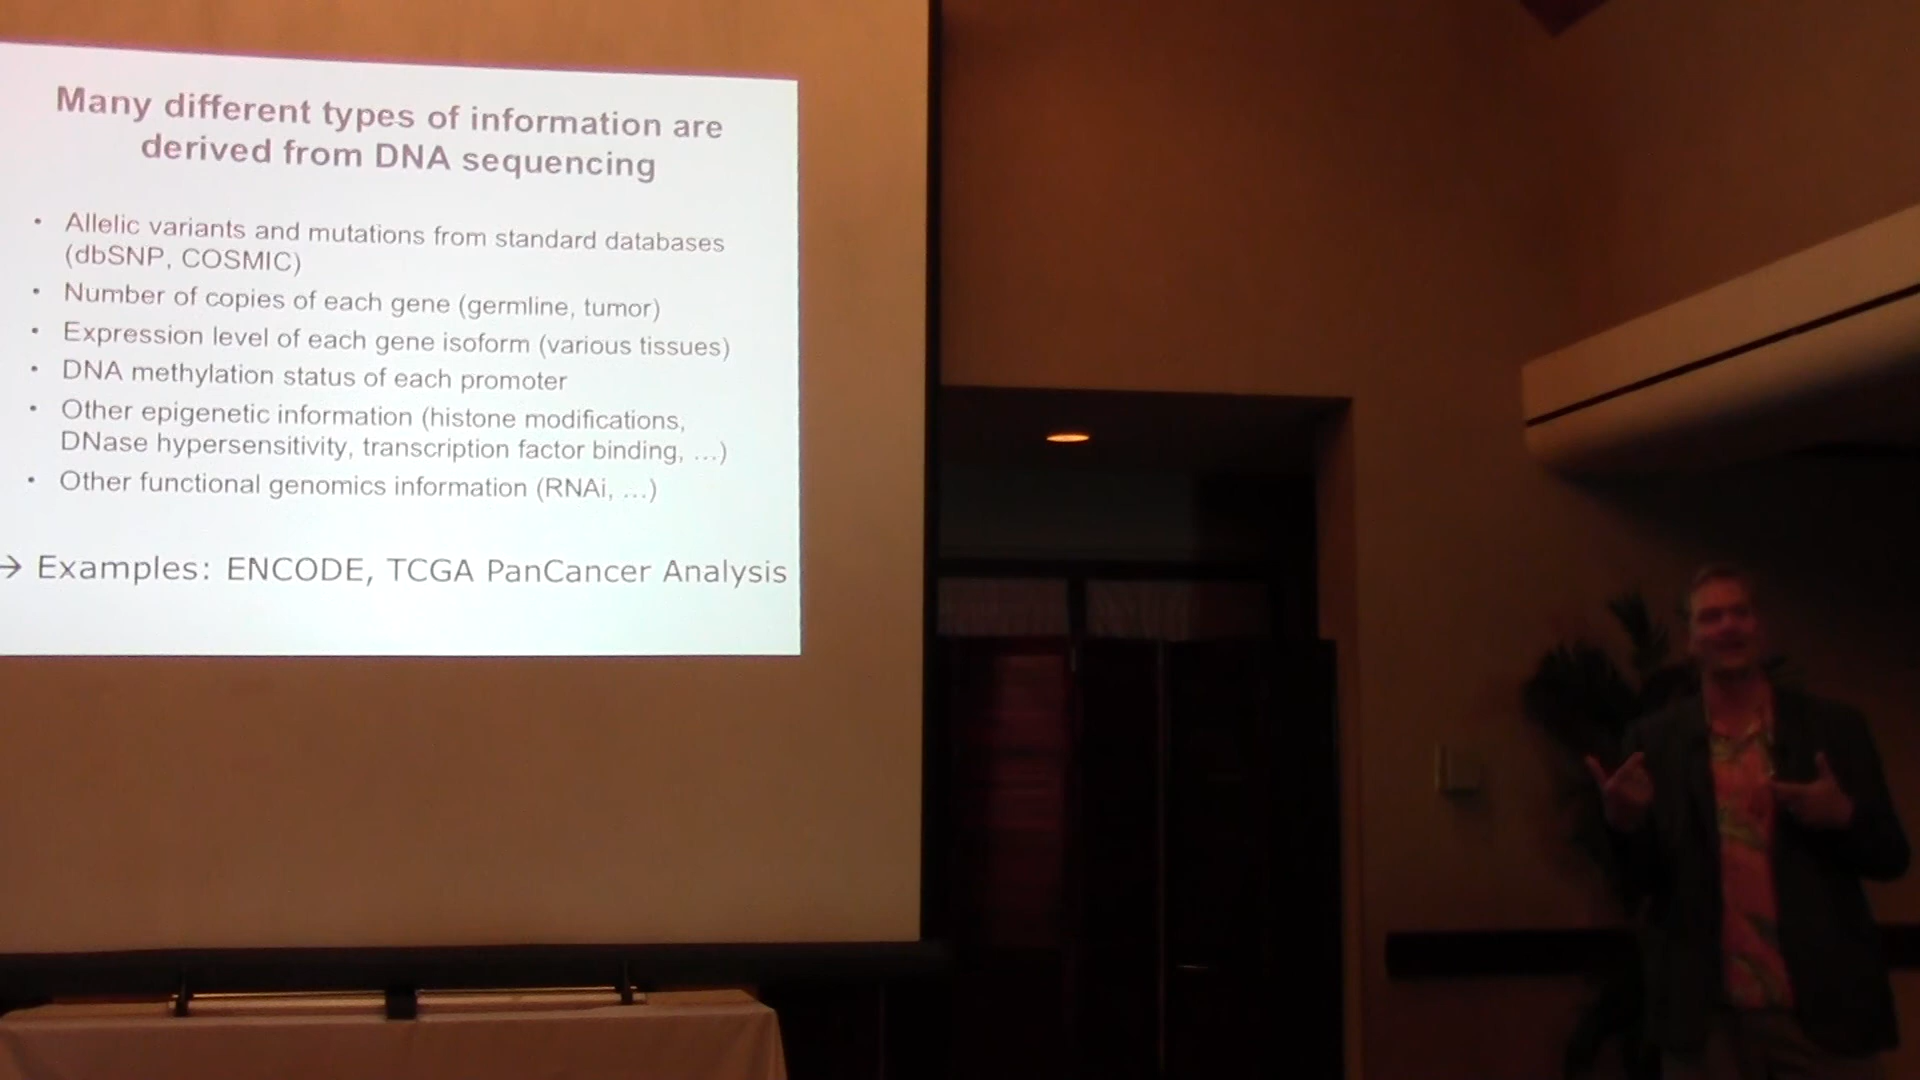 Many different types of information are
derived from DNA sequencing
• Allelic variants and mutations from standard databases
(dbSNP, COSMIC)
• Number of copies of each gene (germline, tumor)
• Expression level of each gene isoform (various tissues)
• DNA methylation status of each promoter
• Other epigenetic information (histone modifications,
DNase hypersensitivity, transcription factor binding, ...)
• Other functional genomics information (RNAi, ...)
→ Examples: ENCODE, TCGA PanCancer Analysis